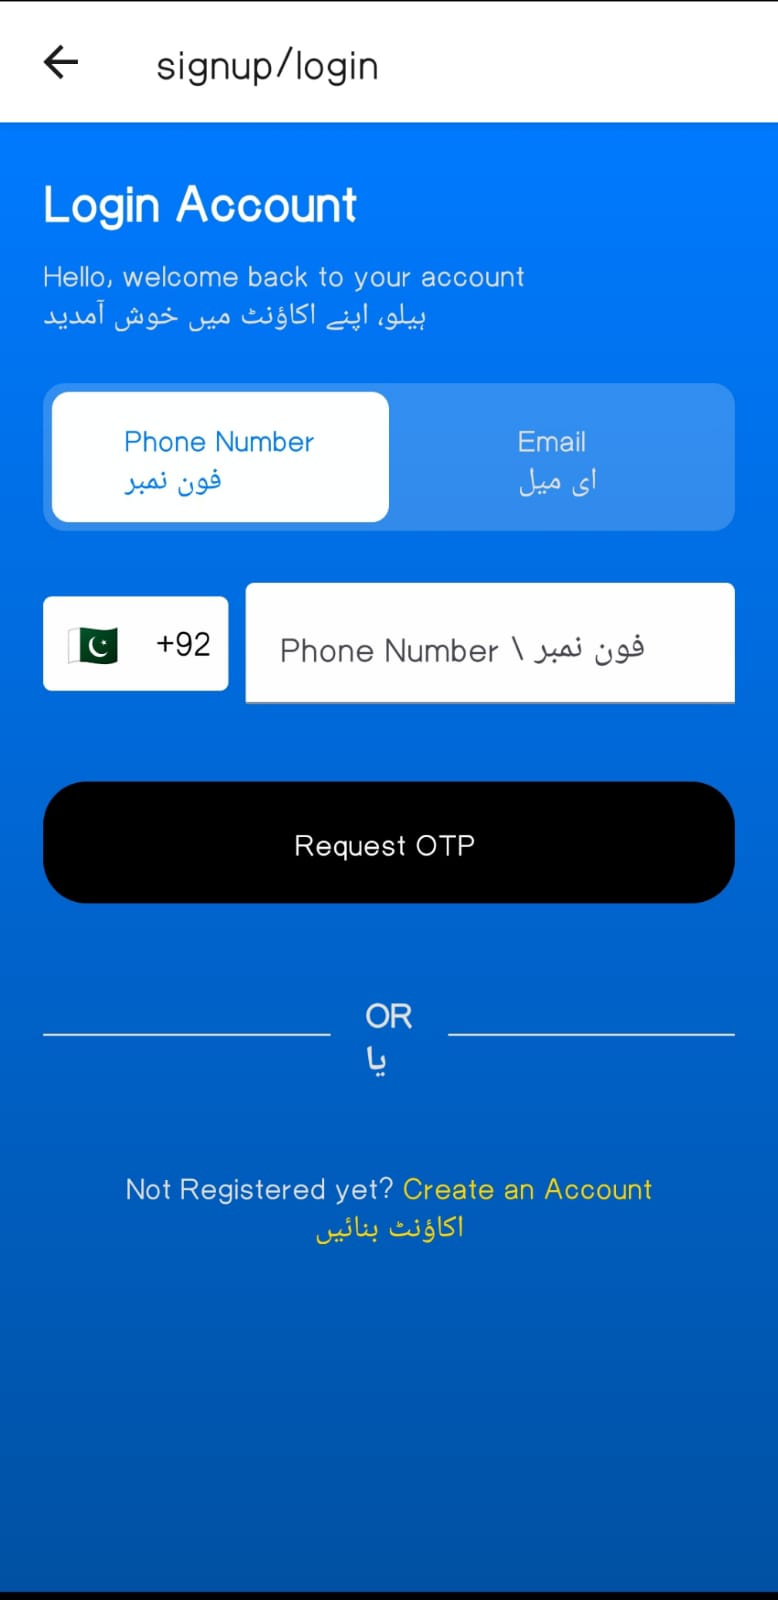 signup/login
Login Account
Hello, welcome back to your account
ہیلو، اپنے اکاؤنٹ میں خوش آمدید
Phone Number
فون نمبر
Email
ای میل
+92
Phone Number \ فون نمبر
Request OTP
OR
یا
Not Registered yet? Create an Account
اکاؤنٹ بنائیں